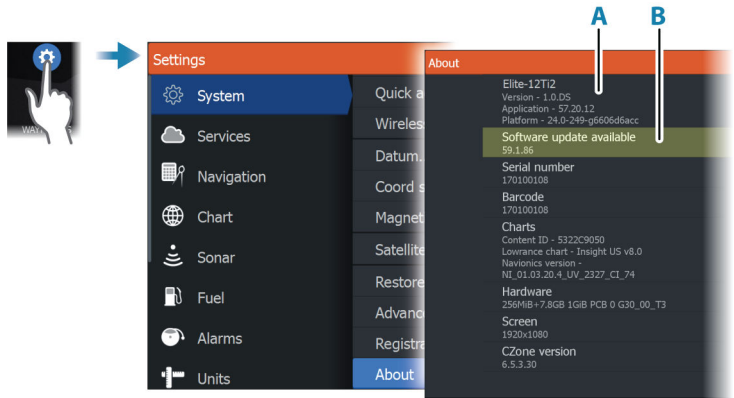 A
B
WAY
Settings
System
Services
Navigation
Chart
Sonar
Fuel
Alarms
Units
Quick
Wireless
Datum.
Coord
Magnet
Satellite
Restore
Advanc
Registra
About
About
Elite-12Ti2
Version - 1.0.DS
Application - 57.20.12
Platform - 24.0-249-g6606d6acc
Software update available
59.1.86
Serial number
170100108
Barcode
170100108
Charts
Content ID - 5322C9050
Lowrance chart - Insight US v8.0
Navionics version -
NI_01.03.20.4_UV_2327_CI_74
Hardware
256MiB+7.8GB 1GiB PCB 0 G30_00_T3
Screen
1920x1080
CZone version
6.5.3.30